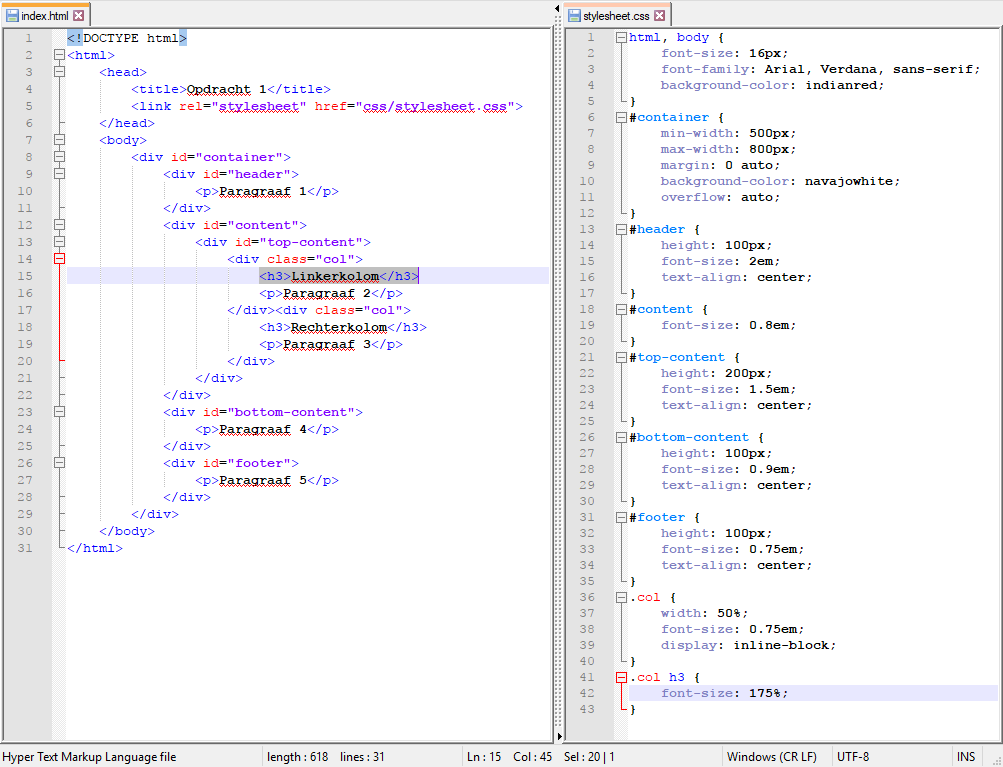 index.html
1 <!DOCTYPE html>
2 <html>
3 <head>
4 <title>Opdracht 1</title>
5 <link rel="stylesheet" href="css/stylesheet.css">
6 </head>
7 <body>
8 <div id="container">
9 <div id="header">
10 <p>Paragraaf 1</p>
11 </div>
12 <div id="content">
13 <div id="top-content">
14 <div class="col">
15 <h3>Linkerkolom</h3>
16 <p>Paragraaf 2</p>
17 </div><div class="col">
18 <h3>Rechterkolom</h3>
19 <p>Paragraaf 3</p>
20 </div>
21 </div>
22 </div>
23 <div id="bottom-content">
24 <p>Paragraaf 4</p>
25 </div>
26 <div id="footer">
27 <p>Paragraaf 5</p>
28 </div>
29 </div>
30 </body>
31 </html>
stylesheet.css
1 html, body {
2 font-size: 16px;
3 font-family: Arial, Verdana, sans-serif;
4 background-color: indianred;
5 }
6 #container {
7 min-width: 500px;
8 max-width: 800px;
9 margin: 0 auto;
10 background-color: navajowhite;
11 overflow: auto;
12 }
13 #header {
14 height: 100px;
15 font-size: 2em;
16 text-align: center;
17 }
18 #content {
19 font-size: 0.8em;
20 }
21 #top-content {
22 height: 200px;
23 font-size: 1.5em;
24 text-align: center;
25 }
26 #bottom-content {
27 height: 100px;
28 font-size: 0.9em;
29 text-align: center;
30 }
31 #footer {
32 height: 100px;
33 font-size: 0.75em;
34 text-align: center;
35 }
36 .col {
37 width: 50%;
38 font-size: 0.75em;
39 display: inline-block;
40 }
41 .col h3 {
42 font-size: 175%;
43 }
Hyper Text Markup Language file length : 618 lines : 31 Ln : 15 Col : 45 Sel : 20 | 1 Windows (CR LF) UTF-8 INS